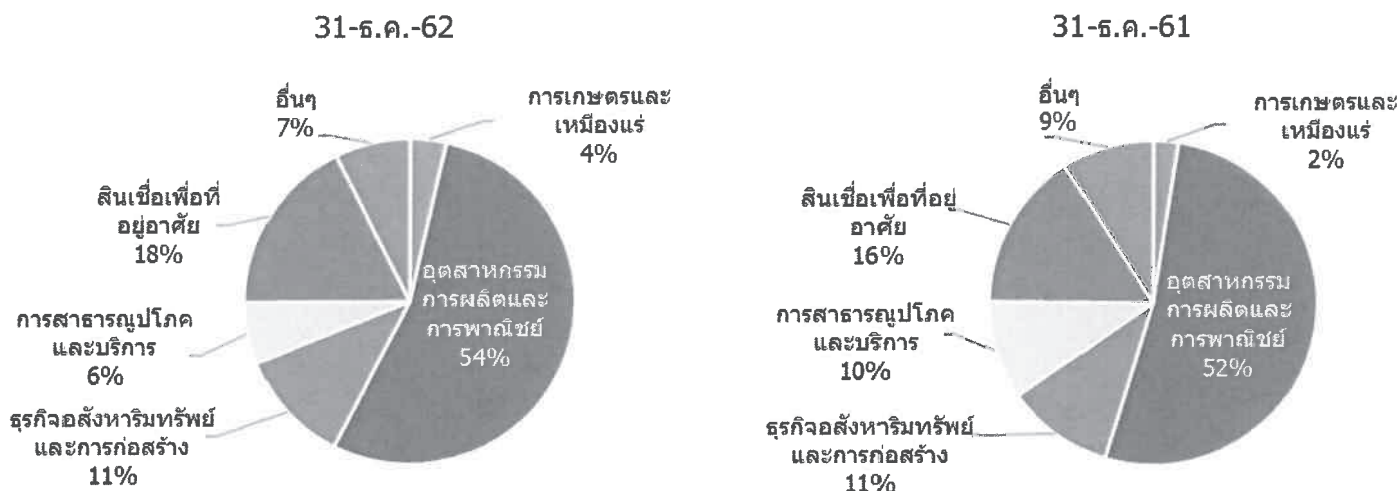 31-ธ.ค.-62
อื่นๆ
7%
การเกษตรและ
เหมืองแร่
4%
สินเชื่อเพื่อที่
อยู่อาศัย
18%
อุตสาหกรรม
การผลิตและ
การพาณิชย์
54%
การสาธารณูปโภค
และบริการ
6%
ธุรกิจอสังหาริมทรัพย์
และการก่อสร้าง
11%
31-ธ.ค.-61
อื่นๆ
9%
การเกษตรและ
เหมืองแร่
2%
สินเชื่อเพื่อที่อยู่
อาศัย
16%
อุตสาหกรรม
การผลิตและ
การพาณิชย์
52%
การสาธารณูปโภค
และบริการ
10%
ธุรกิจอสังหาริมทรัพย์
และการก่อสร้าง
11%